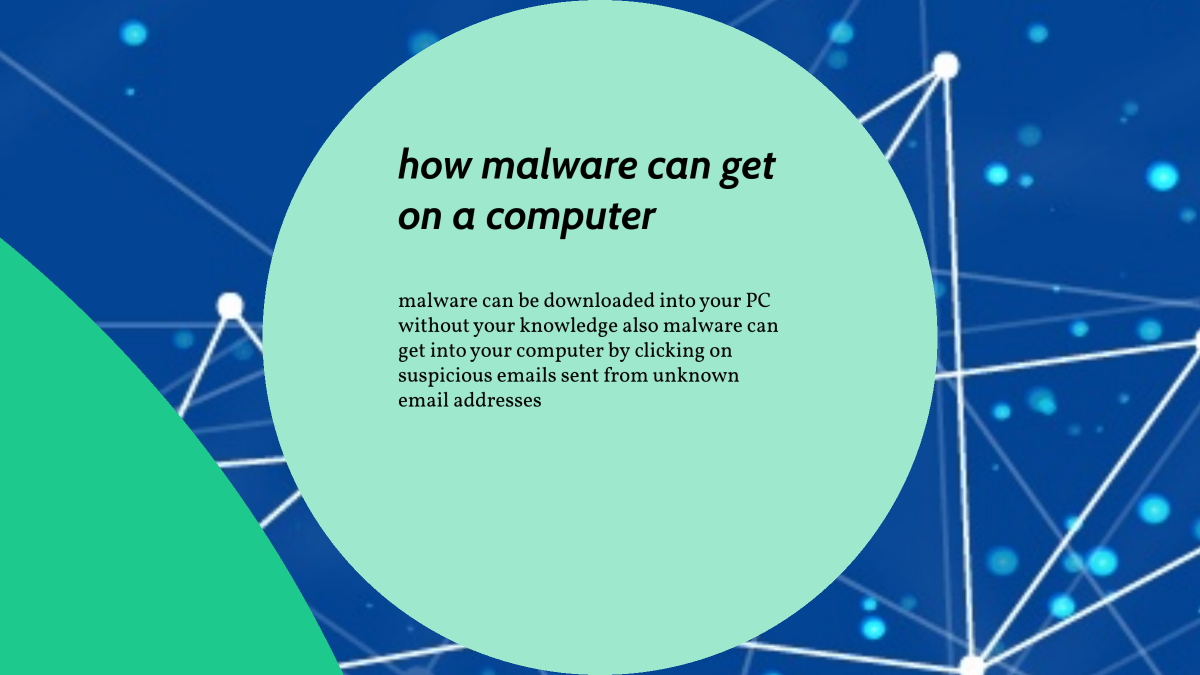 how malware can get
on a computer
malware can be downloaded into your PC
without your knowledge also malware can
get into your computer by clicking on
suspicious emails sent from unknown
email addresses